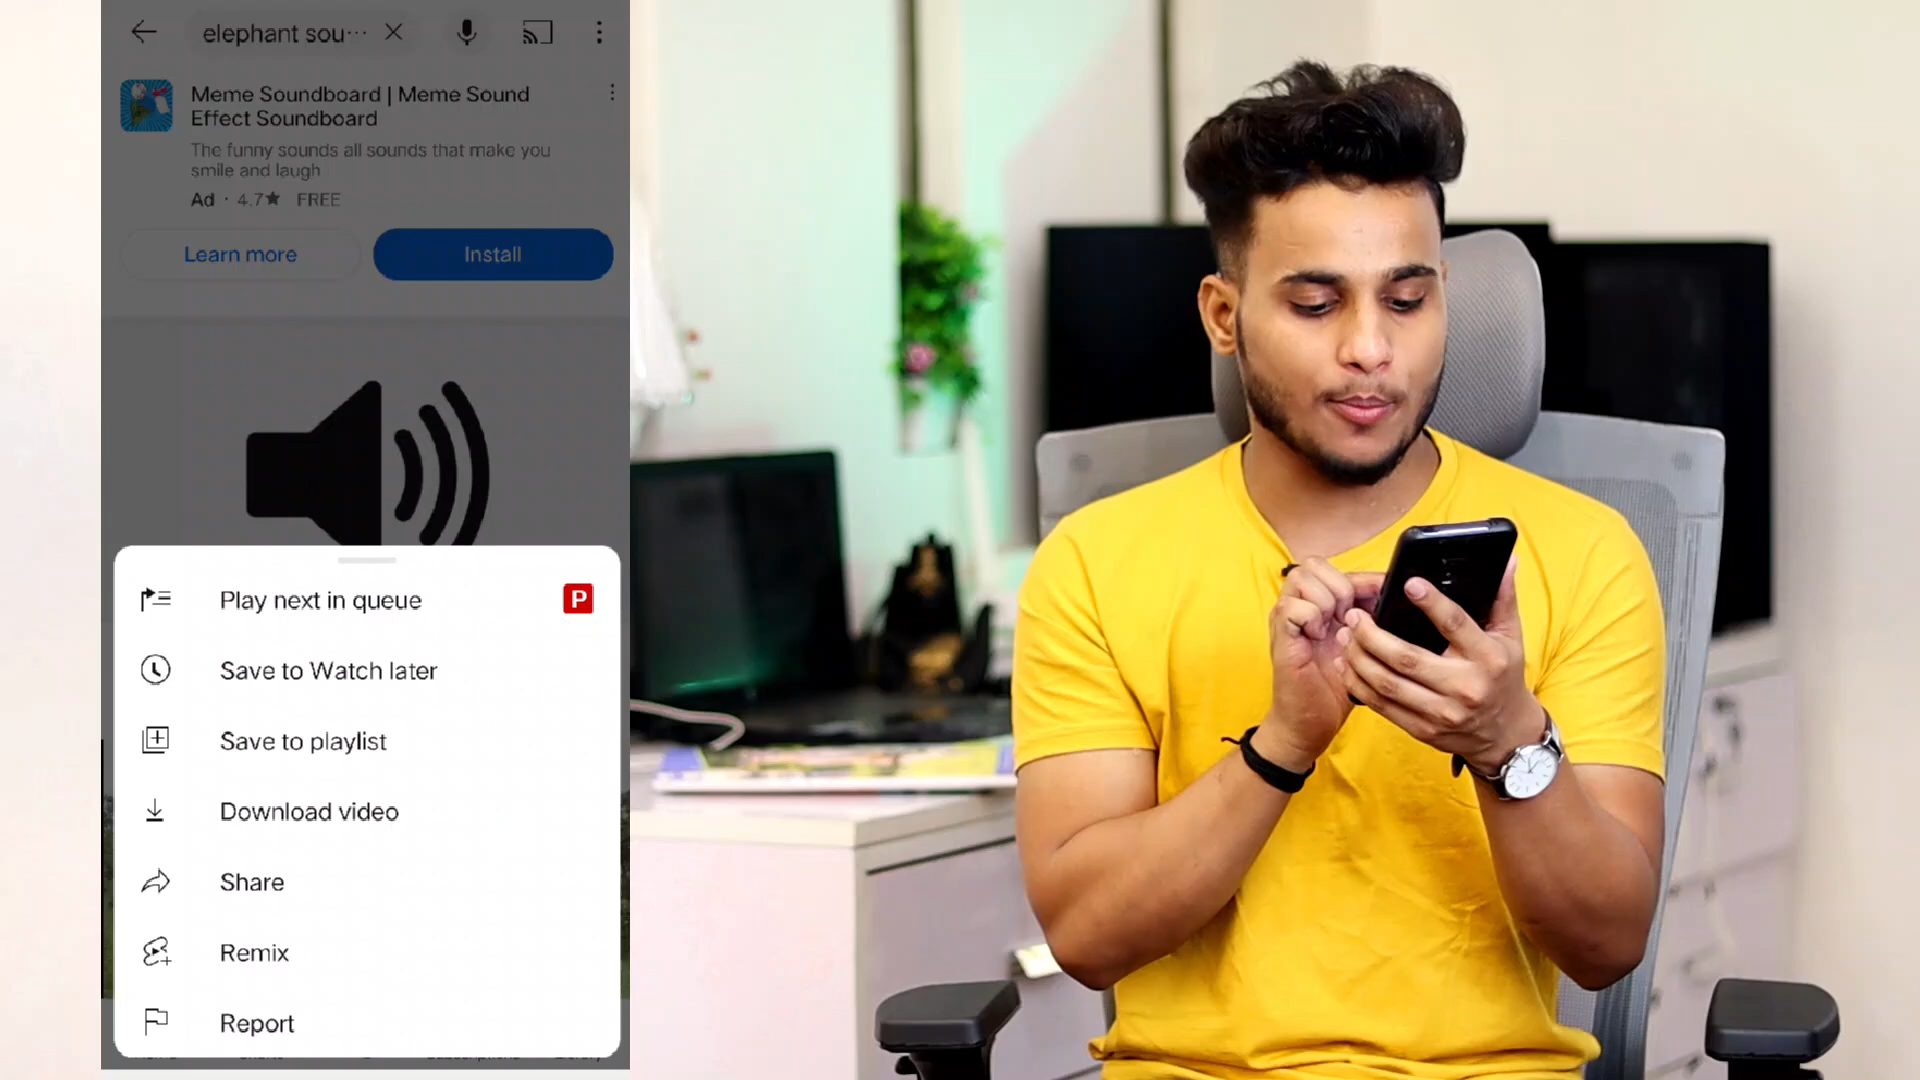 elephant sou···
Meme Soundboard | Meme Sound
Effect Soundboard
The funny sounds all sounds that make you
smile and laugh
Ad · 4.7★ FREE
Learn more
Install
Play next in queue
P
Save to Watch later
Save to playlist
Download video
Share
Remix
Report